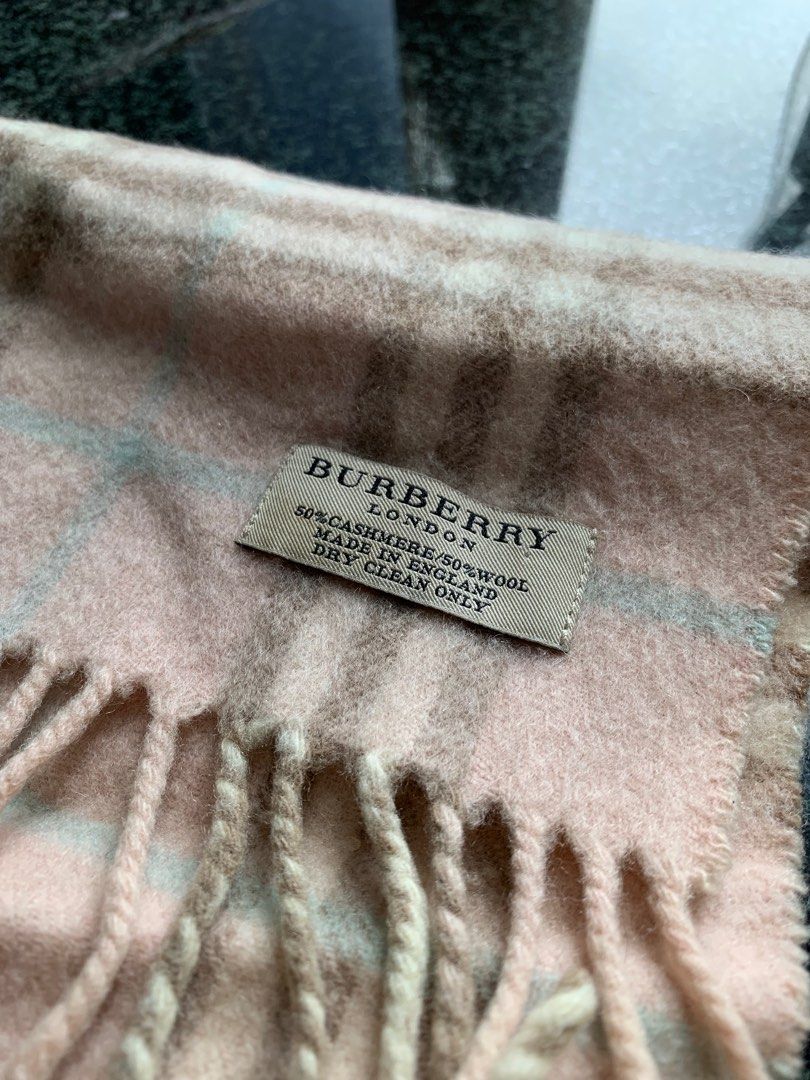 BURBERRY
LONDON
50%CASHMERE/50%WOOL
MADE IN ENGLAND
DRY CLEAN ONLY